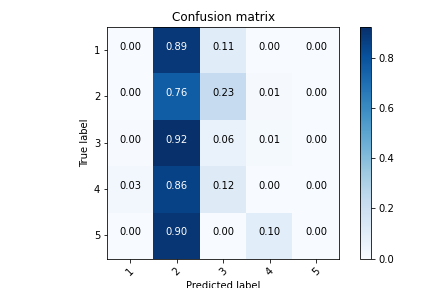 Confusion matrix
1 0.00 0.89 0.11 0.00 0.00
2 0.00 0.76 0.23 0.01 0.00
3 0.00 0.92 0.06 0.01 0.00
4 0.03 0.86 0.12 0.00 0.00
5 0.00 0.90 0.00 0.10 0.00
1 2 3 4 5
True label
Predicted label
0.8
0.6
0.4
0.2
0.0